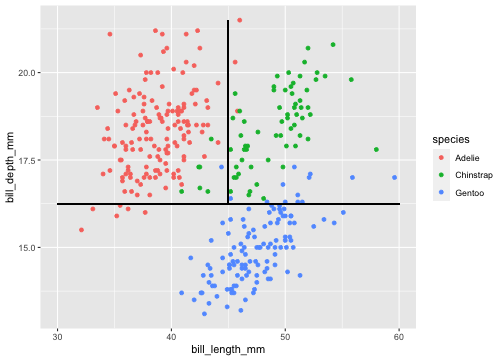 20.0
17.5
15.0
30 40 50 60
bill_length_mm
bill_depth_mm
species
Adelie
Chinstrap
Gentoo